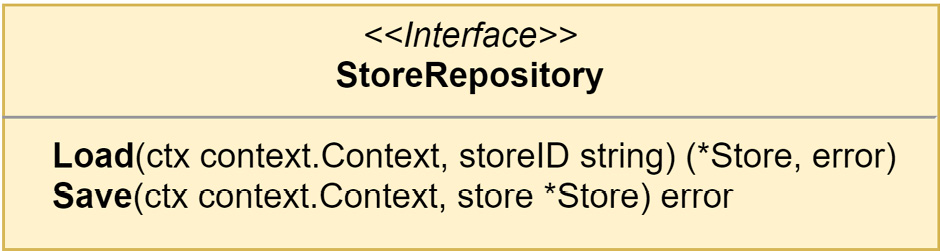 <<Interface>>
StoreRepository
Load(ctx context.Context, storeID string) (*Store, error)
Save(ctx context.Context, store *Store) error